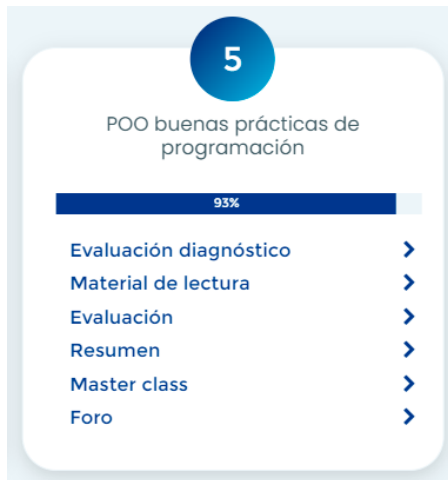 5
POO buenas prácticas de
programación
93%
Evaluación diagnóstico
Material de lectura
Evaluación
Resumen
Master class
Foro